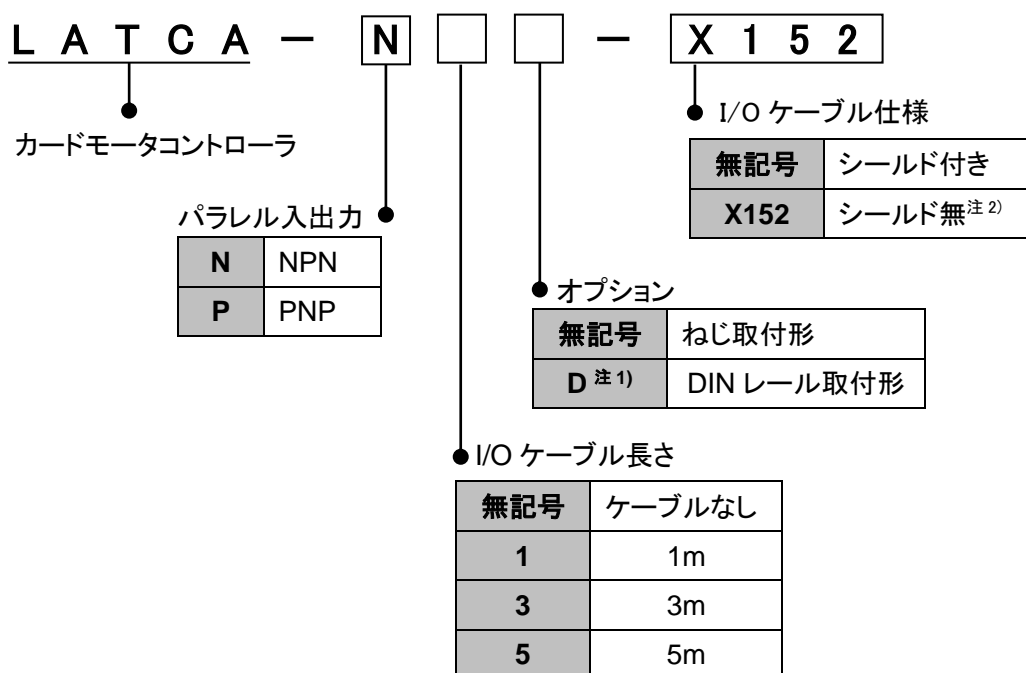 LATCA － N □ □ － X152
カードモータコントローラ
I/O ケーブル仕様
無記号 シールド付き
X152 シールド無注 2)
パラレル入出力
N NPN
P PNP
オプション
無記号 ねじ取付形
D 注 1) DIN レール取付形
I/O ケーブル長さ
無記号 ケーブルなし
1 1m
3 3m
5 5m